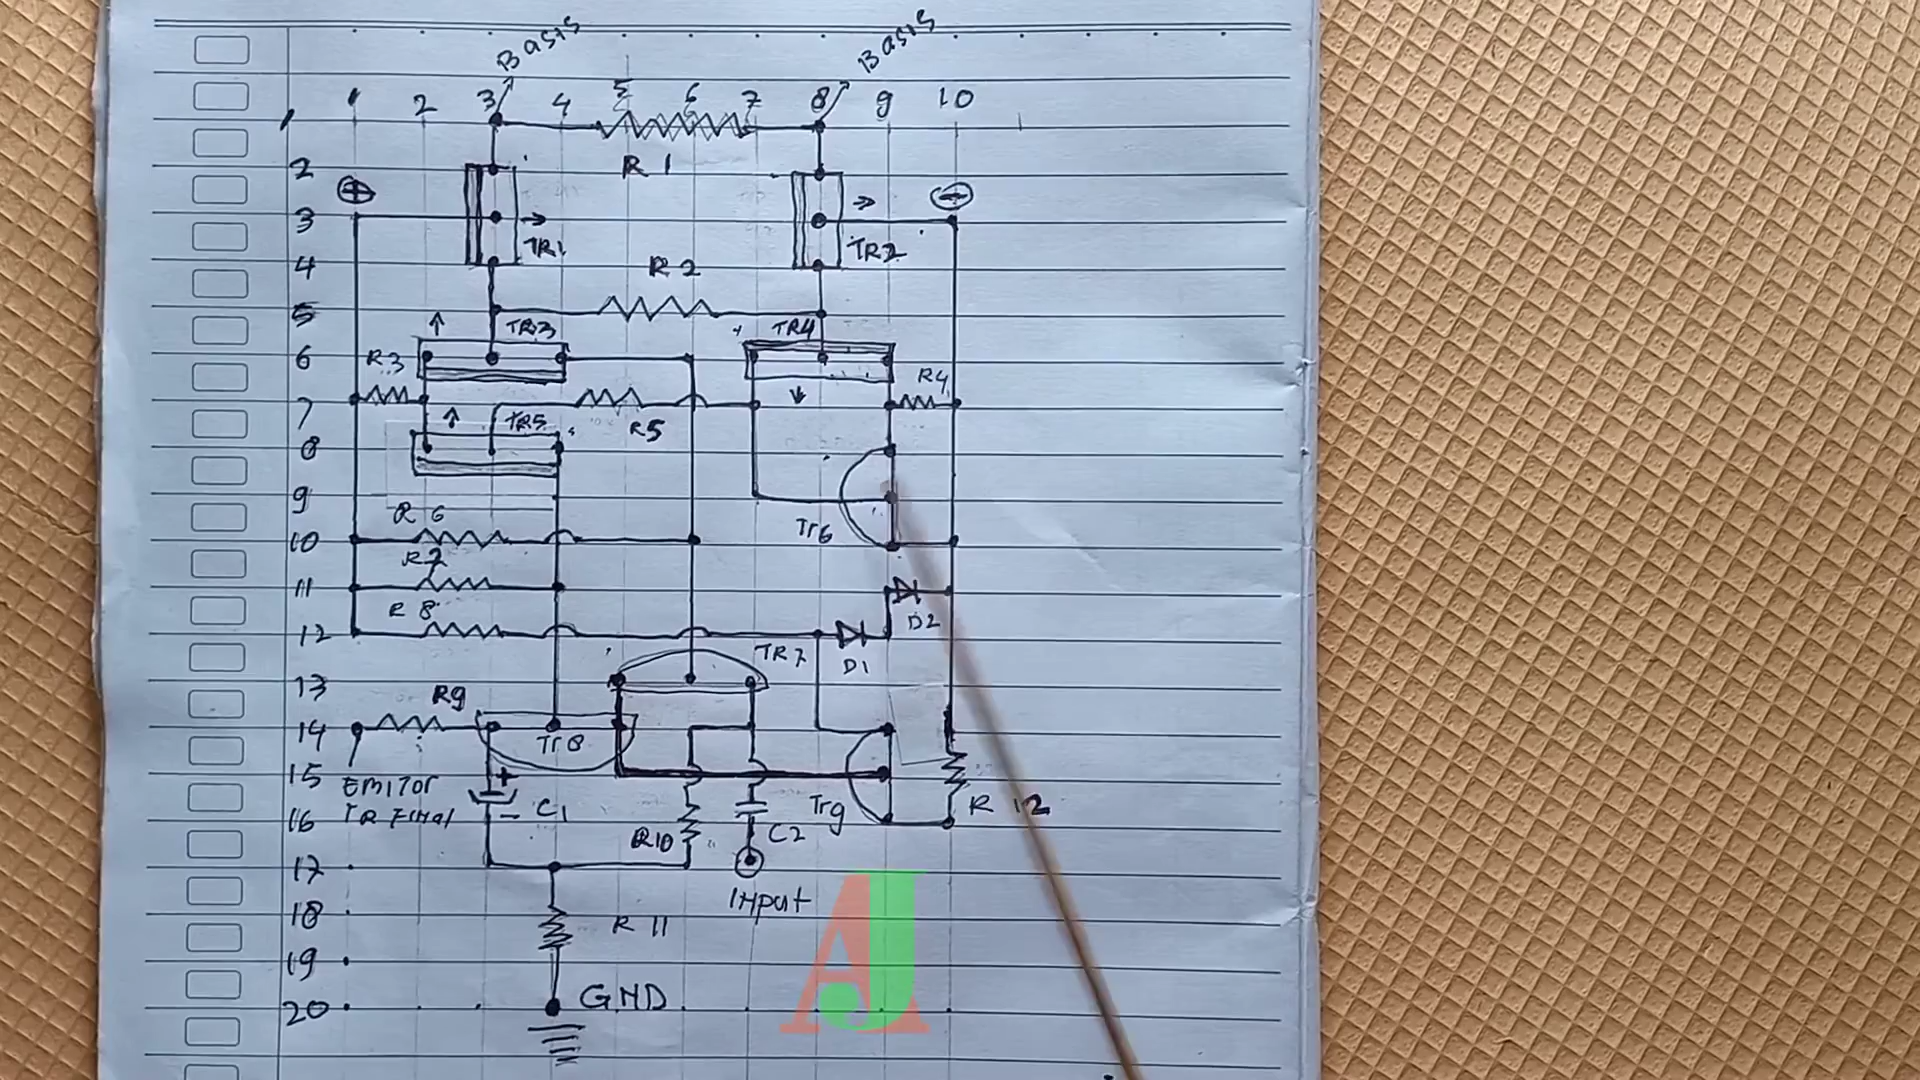 Basis Basis
1 2 3 4 5 6 7 8 9 10
1
R1
2
+ -
3
TR1 TR2
4
R2
5
TR3 TR4
6
R3 R4
7
TR5 R5
8
9
R6 Tr6
10
R7
11
R8 D2
12
TR7 D1
13
R9
14
Tr8
15
+
EMITOR
TR Final
16
- C1 Tr9 R12
R10 C2
17
Input
18
R11
19
20 GND
AJ